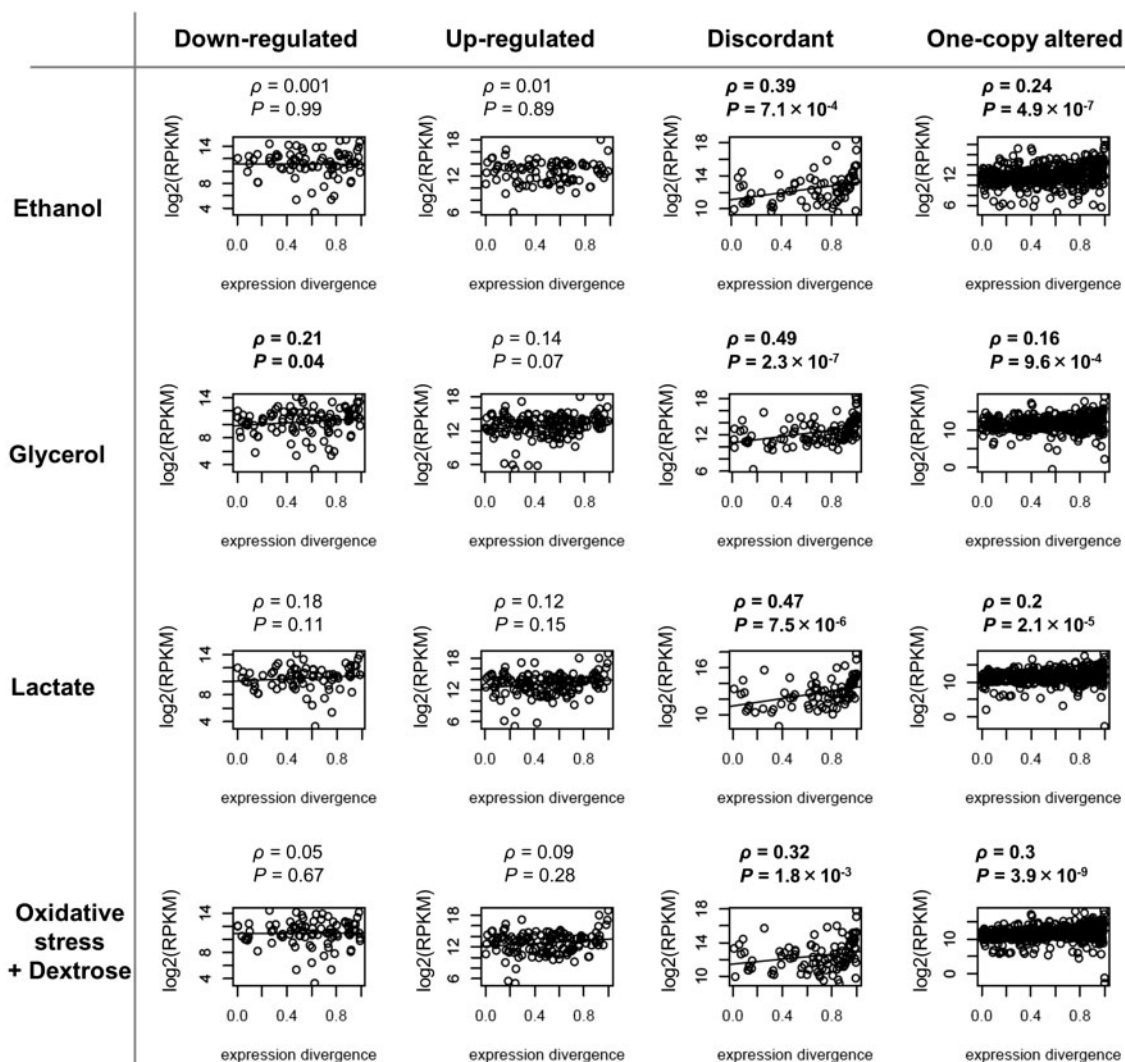 Down-regulated Up-regulated Discordant One-copy altered
Ethanol
ρ = 0.001 ρ = 0.01 ρ = 0.39 ρ = 0.24
P = 0.99 P = 0.89 P = 7.1 × 10⁻⁴ P = 4.9 × 10⁻⁷
log2(RPKM) log2(RPKM) log2(RPKM) log2(RPKM)
14 8 4 18 12 6 18 14 10 12 6
0.0 0.4 0.8 0.0 0.4 0.8 0.0 0.4 0.8 0.0 0.4 0.8
expression divergence expression divergence expression divergence expression divergence
Glycerol
ρ = 0.21 ρ = 0.14 ρ = 0.49 ρ = 0.16
P = 0.04 P = 0.07 P = 2.3 × 10⁻⁷ P = 9.6 × 10⁻⁴
log2(RPKM) log2(RPKM) log2(RPKM) log2(RPKM)
14 8 4 18 12 6 18 12 6 10 0
0.0 0.4 0.8 0.0 0.4 0.8 0.0 0.4 0.8 0.0 0.4 0.8
expression divergence expression divergence expression divergence expression divergence
Lactate
ρ = 0.18 ρ = 0.12 ρ = 0.47 ρ = 0.2
P = 0.11 P = 0.15 P = 7.5 × 10⁻⁶ P = 2.1 × 10⁻⁵
log2(RPKM) log2(RPKM) log2(RPKM) log2(RPKM)
14 8 4 18 12 6 18 14 10 10 0
0.0 0.4 0.8 0.0 0.4 0.8 0.0 0.4 0.8 0.0 0.4 0.8
expression divergence expression divergence expression divergence expression divergence
Oxidative
stress
+ Dextrose
ρ = 0.05 ρ = 0.09 ρ = 0.32 ρ = 0.3
P = 0.67 P = 0.28 P = 1.8 × 10⁻³ P = 3.9 × 10⁻⁹
log2(RPKM) log2(RPKM) log2(RPKM) log2(RPKM)
14 8 4 18 12 6 18 14 10 10 0
0.0 0.4 0.8 0.0 0.4 0.8 0.0 0.4 0.8 0.0 0.4 0.8
expression divergence expression divergence expression divergence expression divergence